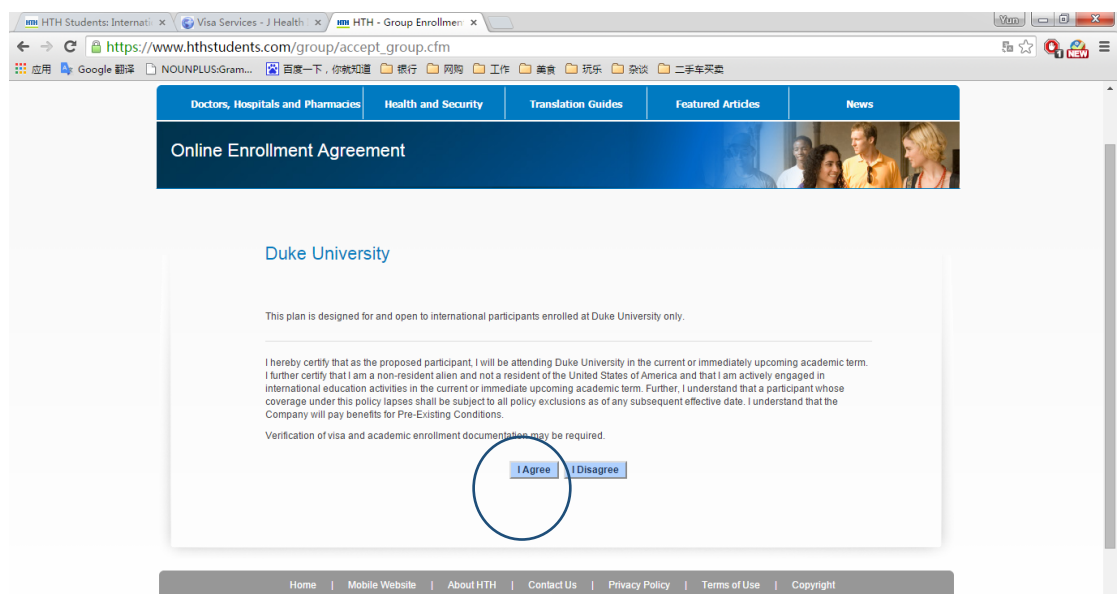 HTH Students: Internatio
Visa Services - J Health I
HTH - Group Enrollment
Yun
https://www.hthstudents.com/group/accept_group.cfm
NEW
应用
Google 翻译
NOUNPLUS:Gram...
百度一下，你就知道
银行
网购
工作
美食
玩乐
杂谈
二手车买卖
Doctors, Hospitals and Pharmacies
Health and Security
Translation Guides
Featured Articles
News
Online Enrollment Agreement
Duke University
This plan is designed for and open to international participants enrolled at Duke University only.
I hereby certify that as the proposed participant, I will be attending Duke University in the current or immediately upcoming academic term.
I further certify that I am a non-resident alien and not a resident of the United States of America and that I am actively engaged in
international education activities in the current or immediate upcoming academic term. Further, I understand that a participant whose
coverage under this policy lapses shall be subject to all policy exclusions as of any subsequent effective date. I understand that the
Company will pay benefits for Pre-Existing Conditions.
Verification of visa and academic enrollment documentation may be required.
I Agree
I Disagree
Home | Mobile Website | About HTH | Contact Us | Privacy Policy | Terms of Use | Copyright